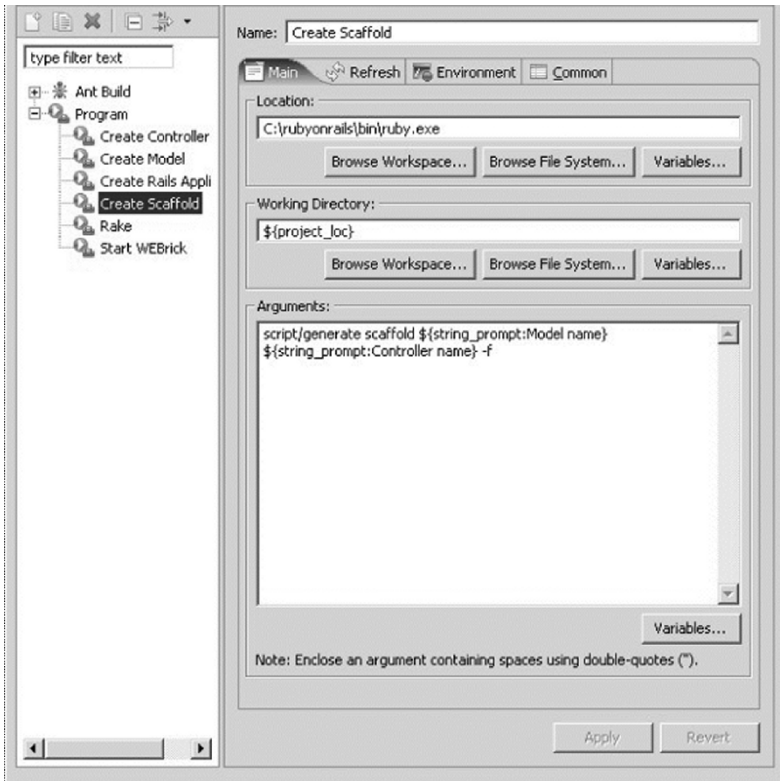 type filter text
Ant Build
Program
Create Controller
Create Model
Create Rails Appli
Create Scaffold
Rake
Start WEBrick
Name: Create Scaffold
Main Refresh Environment Common
Location:
C:\rubyonrails\bin\ruby.exe
Browse Workspace... Browse File System... Variables...
Working Directory:
${project_loc}
Browse Workspace... Browse File System... Variables...
Arguments:
script/generate scaffold ${string_prompt:Model name}
${string_prompt:Controller name} -f
Variables...
Note: Enclose an argument containing spaces using double-quotes (").
Apply Revert